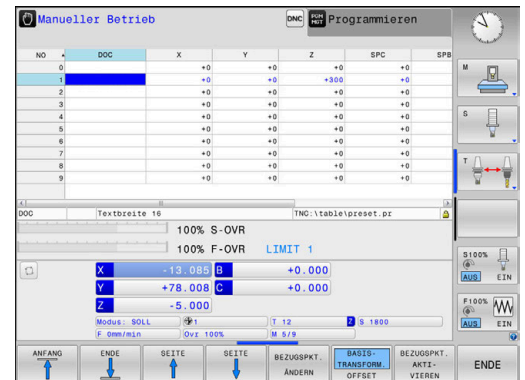 Manueller Betrieb DNC PGM MGT Programmieren
NO DOC X Y Z SPC SPB
0 +0 +0 +0 +0
1 +0 +0 +300 +0
2 +0 +0 +0 +0
3 +0 +0 +0 +0
4 +0 +0 +0 +0
5 +0 +0 +0 +0
6 +0 +0 +0 +0
7 +0 +0 +0 +0
8 +0 +0 +0 +0
9 +0 +0 +0 +0
DOC Textbreite 16 TNC:\table\preset.pr
100% S-OVR
100% F-OVR LIMIT 1
X -13.085 B +0.000
Y +78.008 C +0.000
Z -5.000
Modus: SOLL 1 T 12 Z S 1800
F 0mm/min Ovr 100% M 5/9
M
S
T
S100%
AUS EIN
F100%
AUS EIN
ANFANG
ENDE
SEITE
SEITE
BEZUGSPKT.
ÄNDERN
BASIS-
TRANSFORM.
OFFSET
BEZUGSPKT.
AKTI-
VIEREN
ENDE